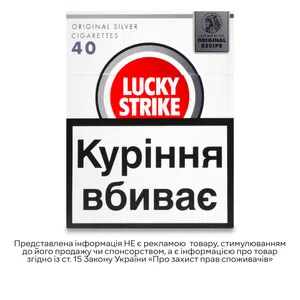 ORIGINAL SILVER
CIGARETTES
40
ORIGINAL
RECIPE
LUCKY
STRIKE
Куріння
вбиває
Представлена інформація НЕ є рекламою товару, стимулюванням
до його продажу чи спонсорством, а є інформацією про товар
згідно із ст. 15 Закону України «Про захист прав споживачів»